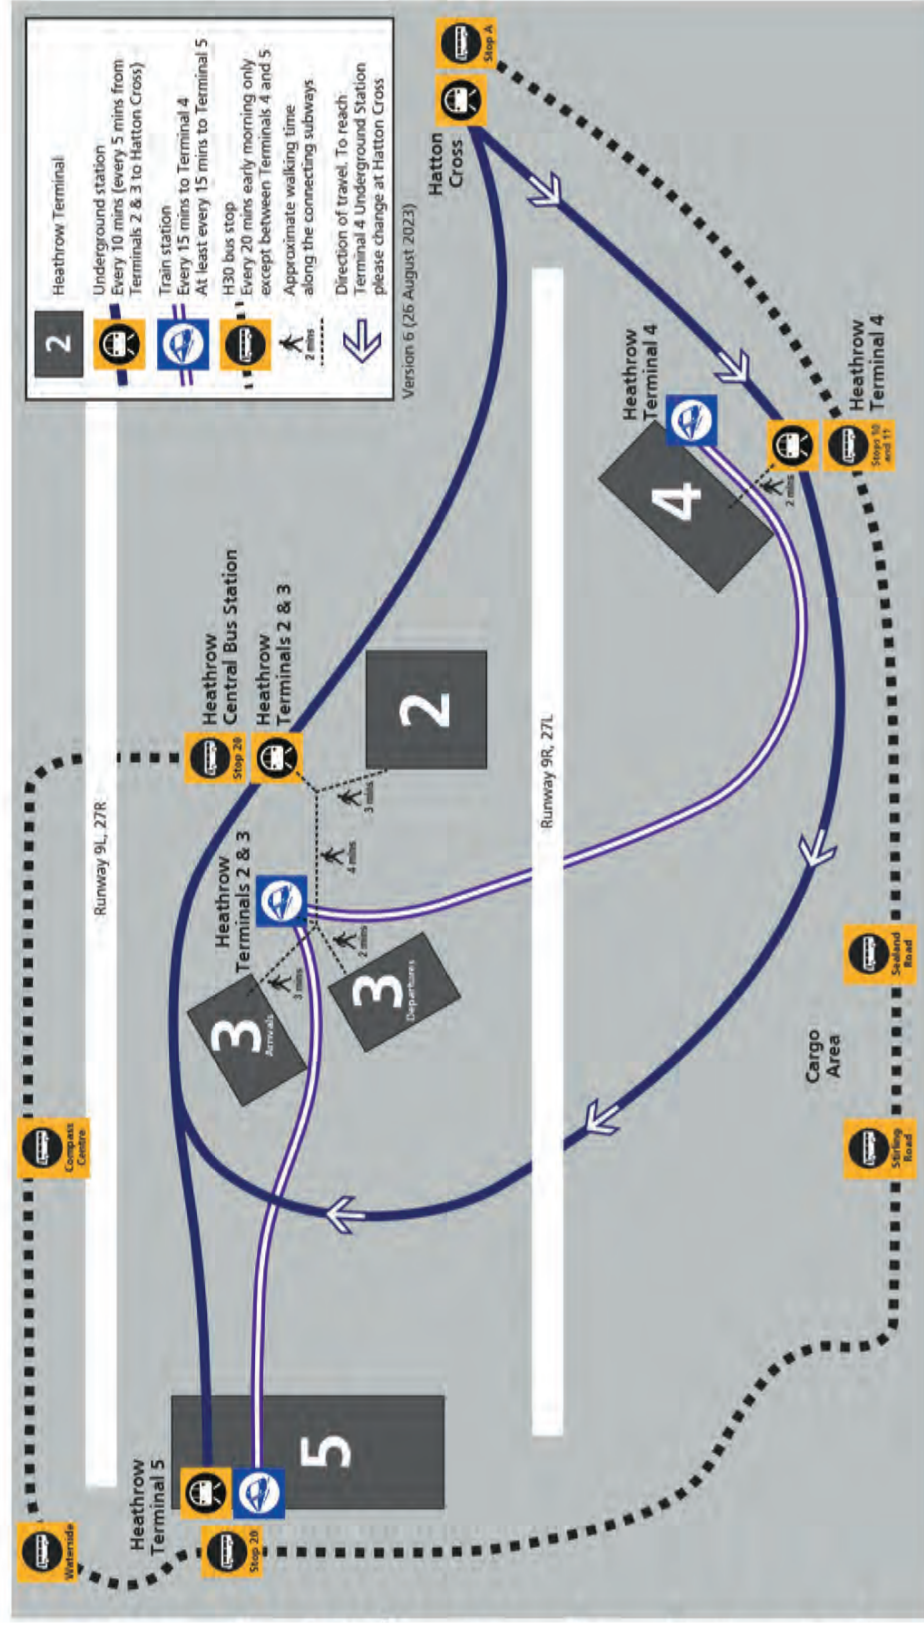 2
Heathrow Terminal
Underground station
Every 10 mins (every 5 mins from
Terminals 2 & 3 to Hatton Cross)
Train station
Every 15 mins to Terminal 4
At least every 15 mins to Terminal 5
H30 bus stop
Every 20 mins early morning only
except between Terminals 4 and 5
2 mins
Approximate walking time
along the connecting subways
Direction of travel. To reach
Terminal 4 Underground Station
please change at Hatton Cross
Version 6 (26 August 2023)
Waterside
Compass
Centre
Runway 9L, 27R
Heathrow
Terminal 5
Stop 20
5
Heathrow
Central Bus Station
Stop 20
Heathrow
Terminals 2 & 3
Heathrow
Terminals 2 & 3
3
Arrivals
3 mins
3
Departures
2 mins
4 mins
3 mins
2
Hatton
Cross
Stop A
Runway 9R, 27L
Heathrow
Terminal 4
4
2 mins
Heathrow
Terminal 4
Stops 10
and 11
Cargo
Area
Stirling
Road
Sealand
Road